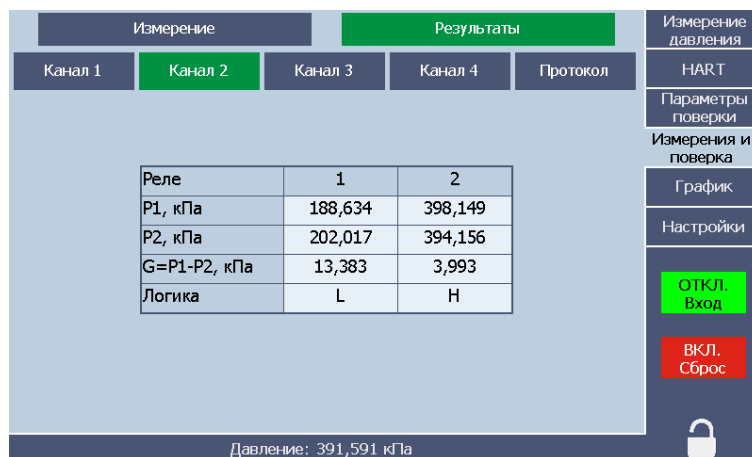 Измерение
Результаты
Канал 1
Канал 2
Канал 3
Канал 4
Протокол
Реле 1 2
P1, кПа 188,634 398,149
P2, кПа 202,017 394,156
G=P1-P2, кПа 13,383 3,993
Логика L H
Давление: 391,591 кПа
Измерение
давления
HART
Параметры
поверки
Измерения и
поверка
График
Настройки
ОТКЛ.
Вход
ВКЛ.
Сброс